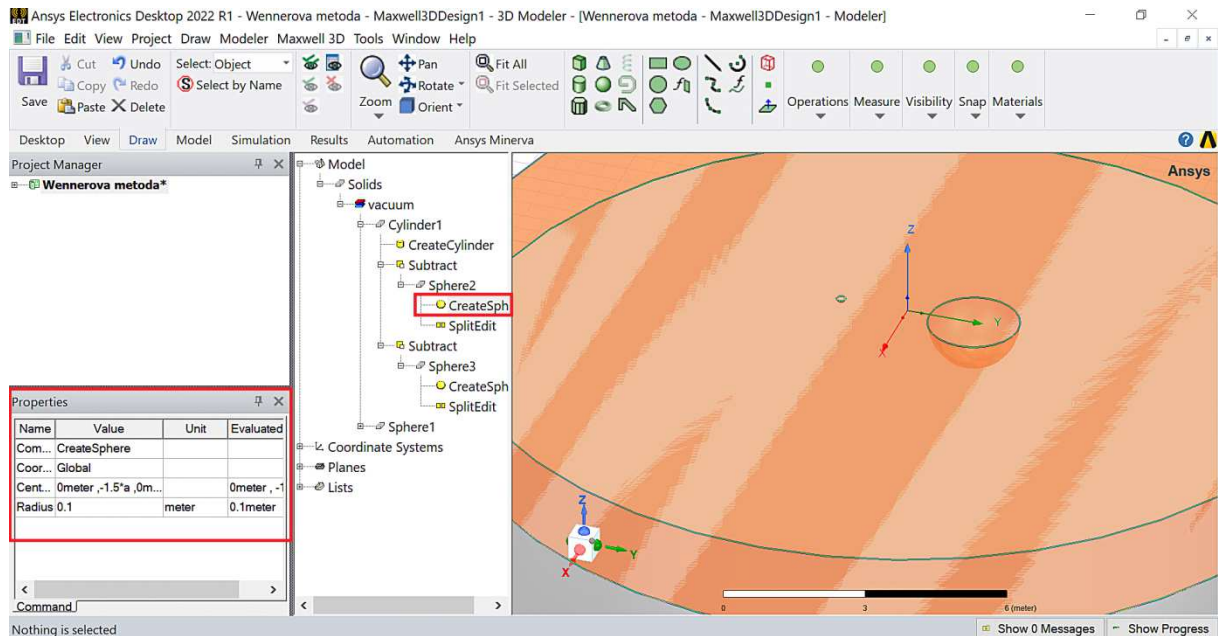 Ansys Electronics Desktop 2022 R1 - Wennerova metoda - Maxwell3DDesign1 - 3D Modeler - [Wennerova metoda - Maxwell3DDesign1 - Modeler]
File Edit View Project Draw Modeler Maxwell 3D Tools Window Help
Save
Cut
Copy
Paste
Undo
Redo
Delete
Select: Object
Select by Name
Zoom
Pan
Rotate
Orient
Fit All
Fit Selected
Operations Measure Visibility Snap Materials
Desktop View Draw Model Simulation Results Automation Ansys Minerva
Project Manager
Wennerova metoda*
Properties
Name Value Unit Evaluated
Com... CreateSphere
Coor... Global
Cent... 0meter ,-1.5*a ,0m... 0meter , -1
Radius 0.1 meter 0.1meter
Command
Model
Solids
vacuum
Cylinder1
CreateCylinder
Subtract
Sphere2
CreateSph
SplitEdit
Subtract
Sphere3
CreateSph
SplitEdit
Sphere1
Coordinate Systems
Planes
Lists
Ansys
Z
Y
X
Z
Y
X
0 3 6 (meter)
Nothing is selected
Show 0 Messages
Show Progress